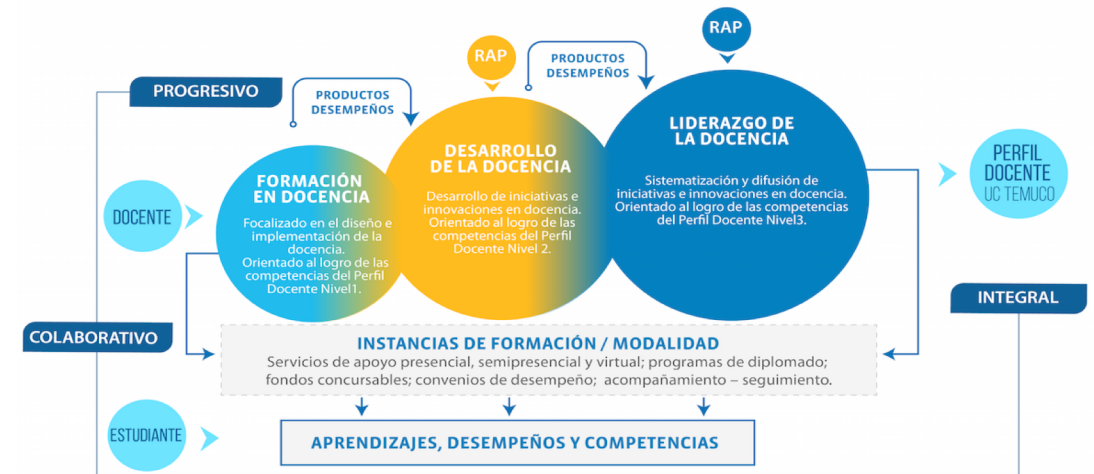 RAP
RAP
PRODUCTOS
DESEMPEÑOS
PROGRESIVO
PRODUCTOS
DESEMPEÑOS
LIDERAZGO DE
LA DOCENCIA
Sistematización y difusión de
iniciativas e innovaciones en docencia.
Orientado al logro de las competencias
del Perfil Docente Nivel3.
DESARROLLO
DE LA DOCENCIA
Desarrollo de iniciativas e
innovaciones en docencia.
Orientado al logro de las
competencias del Perfil
Docente Nivel 2.
FORMACIÓN
EN DOCENCIA
Focalizado en el diseño e
implementación de la
docencia.
Orientado al logro de las
competencias del Perfil
Docente Nivel1.
DOCENTE
PERFIL
DOCENTE
UC TEMUCO
INTEGRAL
COLABORATIVO
INSTANCIAS DE FORMACIÓN / MODALIDAD
Servicios de apoyo presencial, semipresencial y virtual; programas de diplomado;
fondos concursables; convenios de desempeño; acompañamiento – seguimiento.
ESTUDIANTE
APRENDIZAJES, DESEMPEÑOS Y COMPETENCIAS